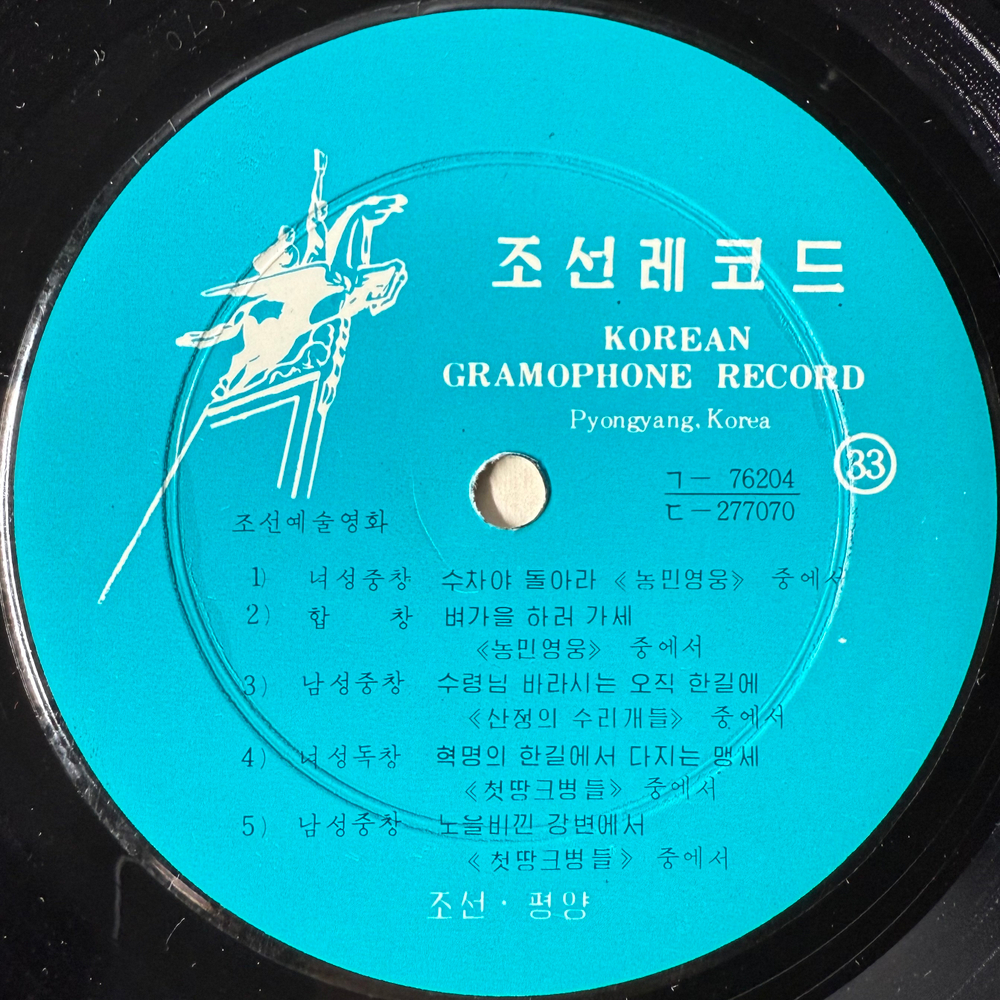 조선레코드
KOREAN
GRAMOPHONE RECORD
Pyongyang, Korea
33
ㄱ— 76204
ㄷ—277070
조선예술영화
1) 녀성중창 수차야 돌아라 《농민영웅》 중에서
2) 합 창 벼가을 하러 가세
《농민영웅》 중에서
3) 남성중창 수령님 바라시는 오직 한길에
《산정의 수리개들》 중에서
4) 녀성독창 혁명의 한길에서 다지는 맹세
《첫땅크병들》 중에서
5) 남성중창 노을비낀 강변에서
《첫땅크병들》 중에서
조선·평양